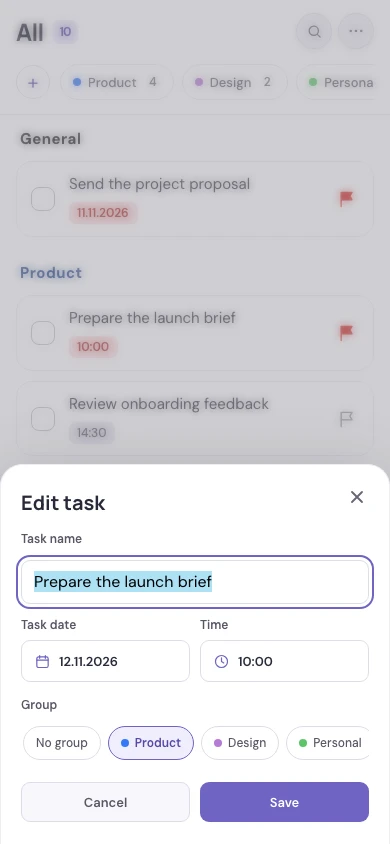 All 10
Product 4 Design 2 Persona
General
Send the project proposal
11.11.2026
Product
Prepare the launch brief
10:00
Review onboarding feedback
14:30
Edit task
Task name
Prepare the launch brief
Task date Time
12.11.2026 10:00
Group
No group Product Design Personal
Cancel Save